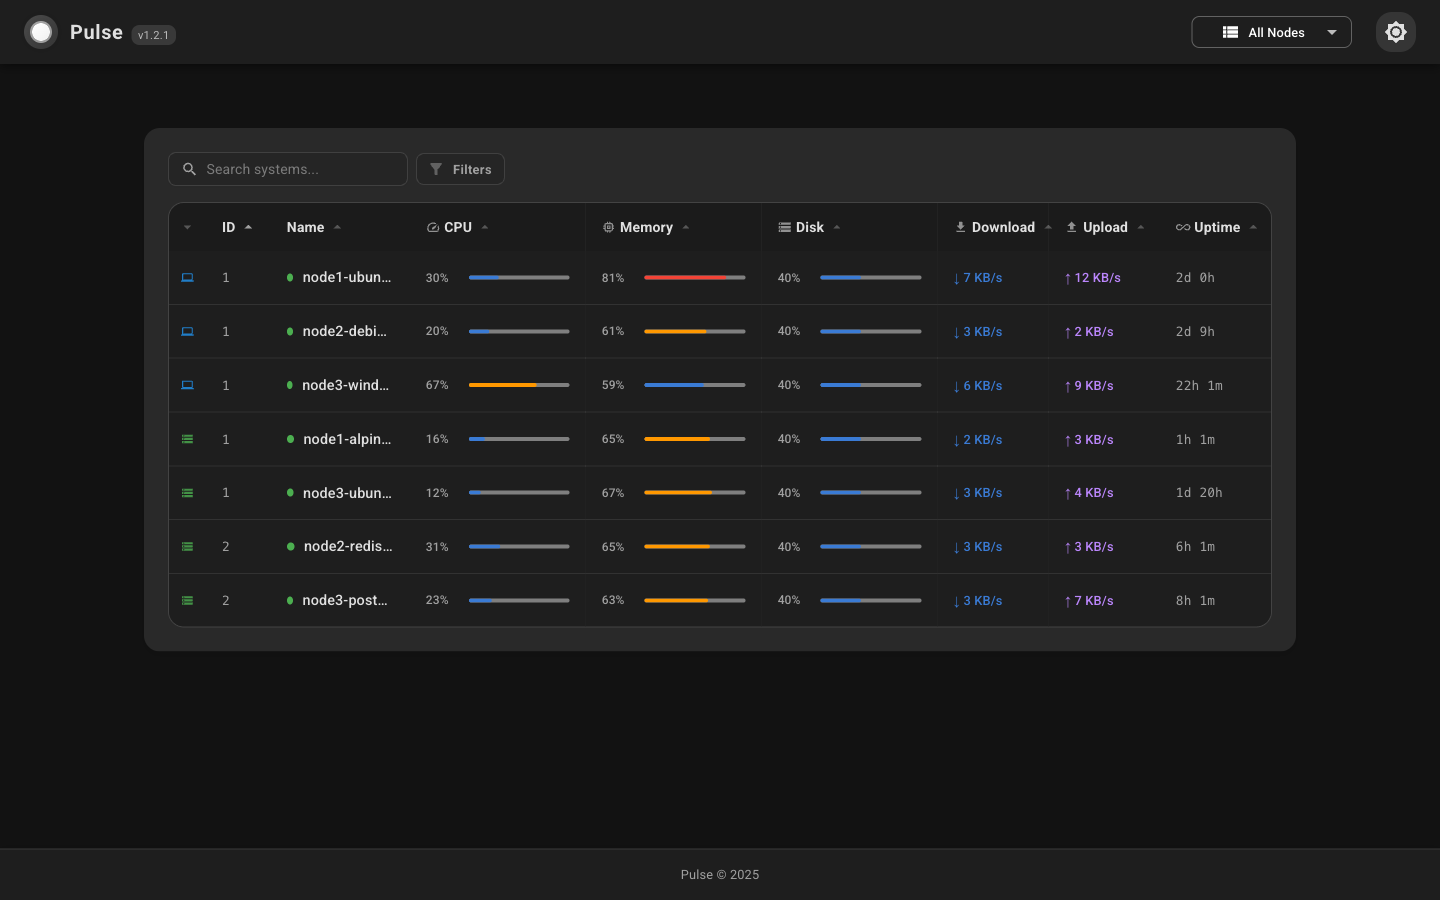 Pulse v1.2.1 All Nodes
Search systems... Filters
ID Name CPU Memory Disk Download Upload Uptime
1 node1-ubun... 30% 81% 40% ↓ 7 KB/s ↑ 12 KB/s 2d 0h
1 node2-debi... 20% 61% 40% ↓ 3 KB/s ↑ 2 KB/s 2d 9h
1 node3-wind... 67% 59% 40% ↓ 6 KB/s ↑ 9 KB/s 22h 1m
1 node1-alpin... 16% 65% 40% ↓ 2 KB/s ↑ 3 KB/s 1h 1m
1 node3-ubun... 12% 67% 40% ↓ 3 KB/s ↑ 4 KB/s 1d 20h
2 node2-redis... 31% 65% 40% ↓ 3 KB/s ↑ 3 KB/s 6h 1m
2 node3-post... 23% 63% 40% ↓ 3 KB/s ↑ 7 KB/s 8h 1m
Pulse © 2025